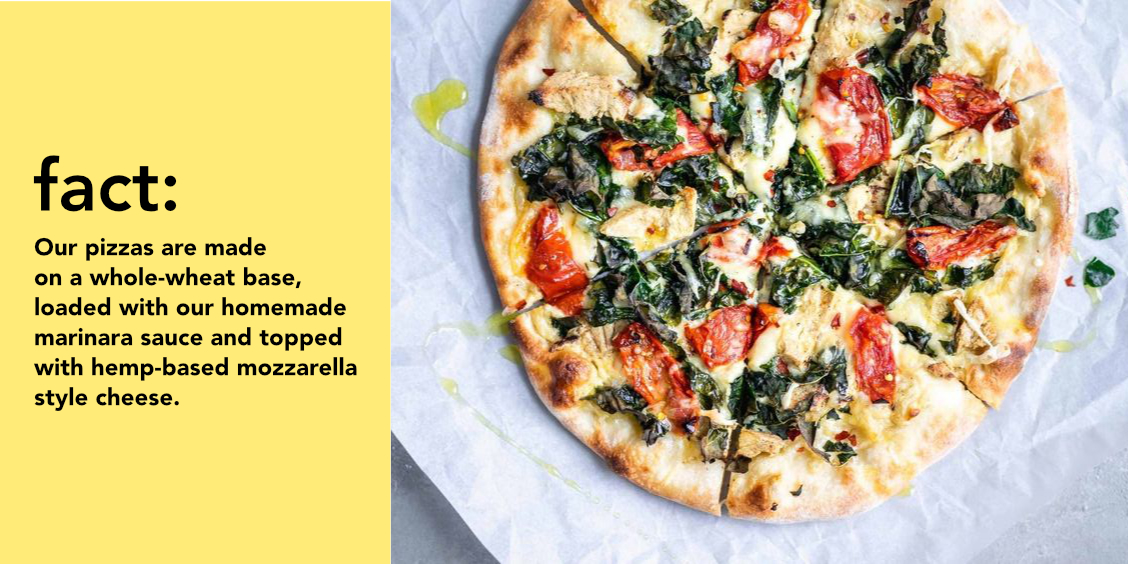 fact:
Our pizzas are made
on a whole-wheat base,
loaded with our homemade
marinara sauce and topped
with hemp-based mozzarella
style cheese.